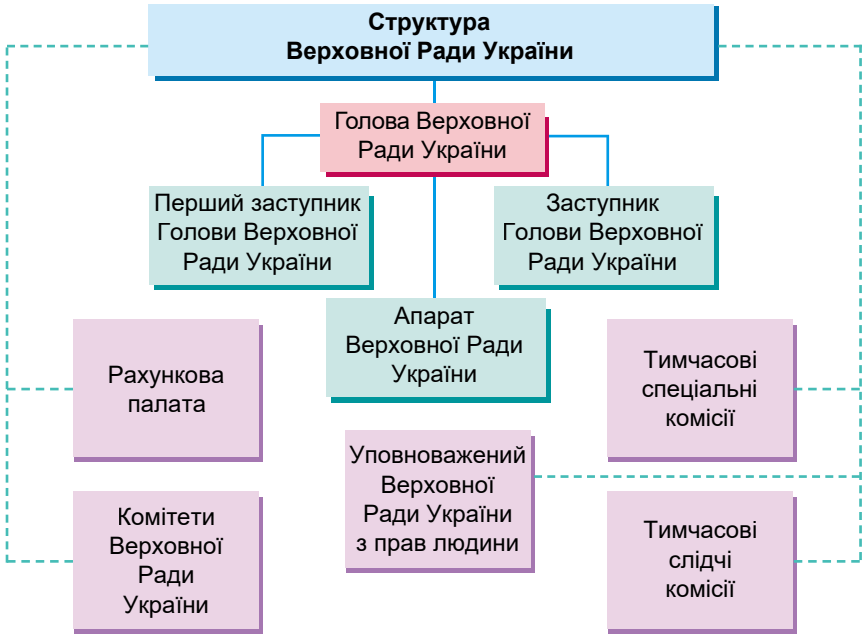 Структура
Верховної Ради України
Голова Верховної
Ради України
Перший заступник
Голови Верховної
Ради України
Заступник
Голови Верховної
Ради України
Апарат
Верховної Ради
України
Рахункова
палата
Тимчасові
спеціальні
комісії
Уповноважений
Верховної
Ради України
з прав людини
Комітети
Верховної
Ради
України
Тимчасові
слідчі
комісії